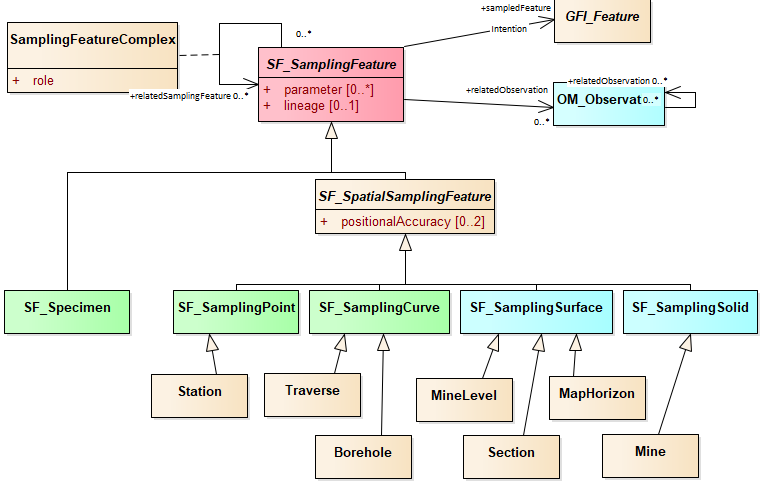 +sampledFeature
GFI_Feature
Intention
SamplingFeatureComplex
+ role
0..*
SF_SamplingFeature
+ parameter [0..*]
+ lineage [0..1]
+relatedSamplingFeature 0..*
+relatedObservation
0..*
+relatedObservation 0..*
OM_Observat
0..*
SF_SpatialSamplingFeature
+ positionalAccuracy [0..2]
SF_Specimen
SF_SamplingPoint
SF_SamplingCurve
SF_SamplingSurface
SF_SamplingSolid
Station
Traverse
MineLevel
MapHorizon
Borehole
Section
Mine